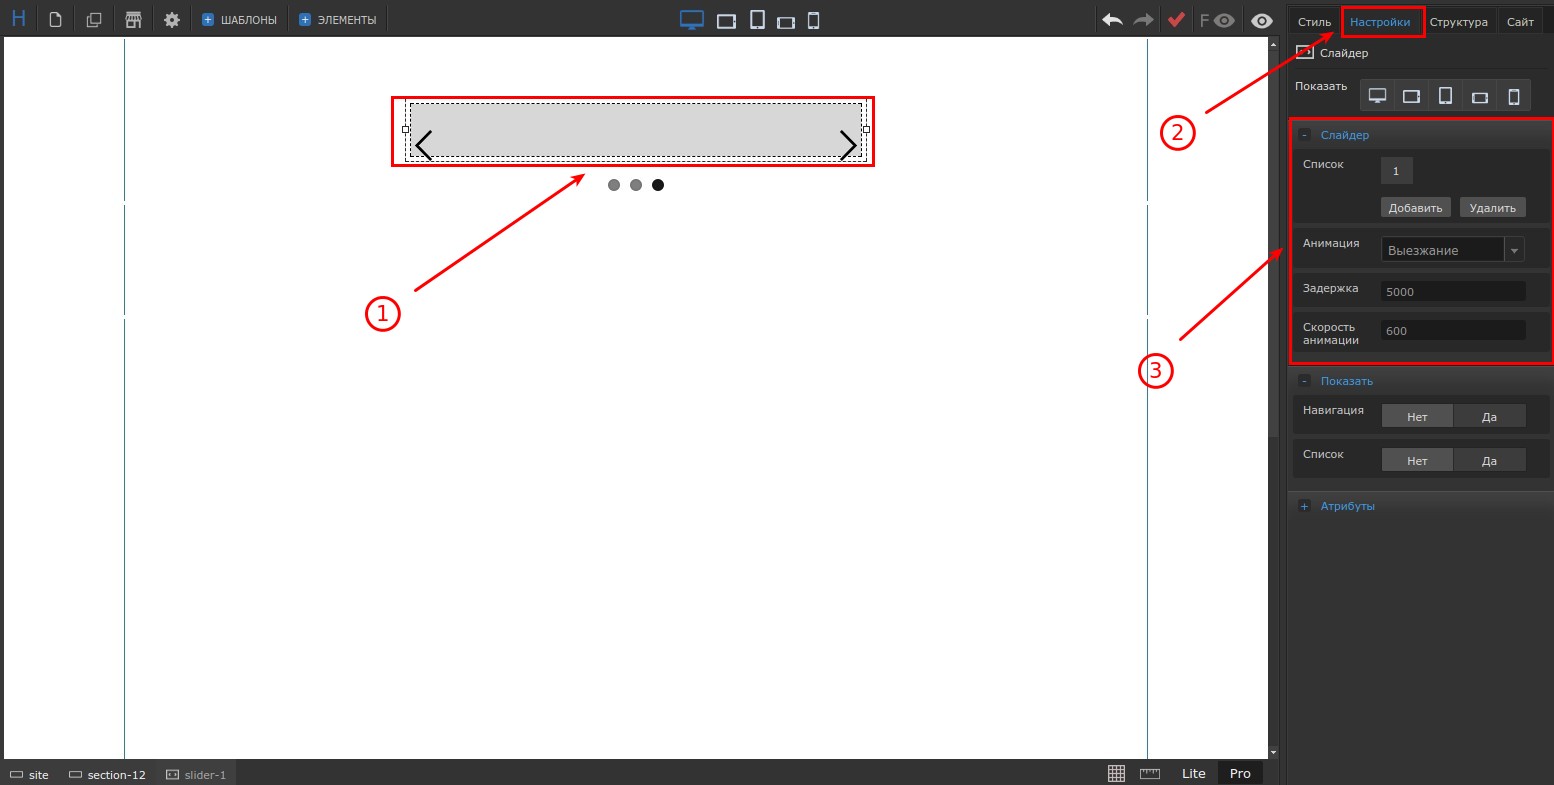 H
+ ШАБЛОНЫ
+ ЭЛЕМЕНТЫ
F
Стиль
Настройки
Структура
Сайт
Слайдер
Показать
- Слайдер
Список
1
Добавить
Удалить
Анимация
Выезжание
Задержка
5000
Скорость
анимации
600
- Показать
Навигация
Нет
Да
Список
Нет
Да
+ Атрибуты
1
2
3
site
section-12
slider-1
Lite
Pro